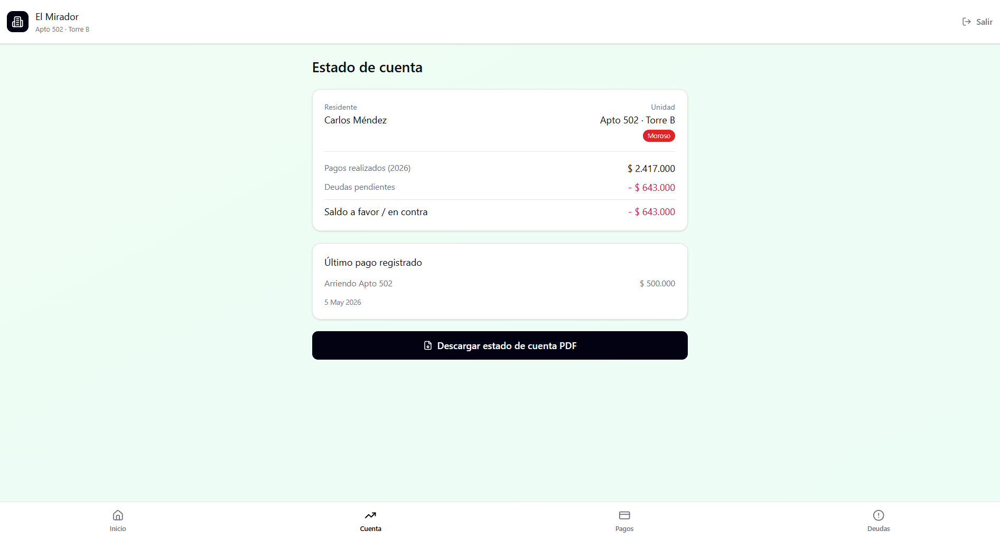 El Mirador
Apto 502 · Torre B
Salir
Estado de cuenta
Residente
Unidad
Carlos Méndez
Apto 502 · Torre B
Moroso
Pagos realizados (2026)
$ 2.417.000
Deudas pendientes
- $ 643.000
Saldo a favor / en contra
- $ 643.000
Último pago registrado
Arriendo Apto 502
$ 500.000
5 May 2026
Descargar estado de cuenta PDF
Inicio
Cuenta
Pagos
Deudas